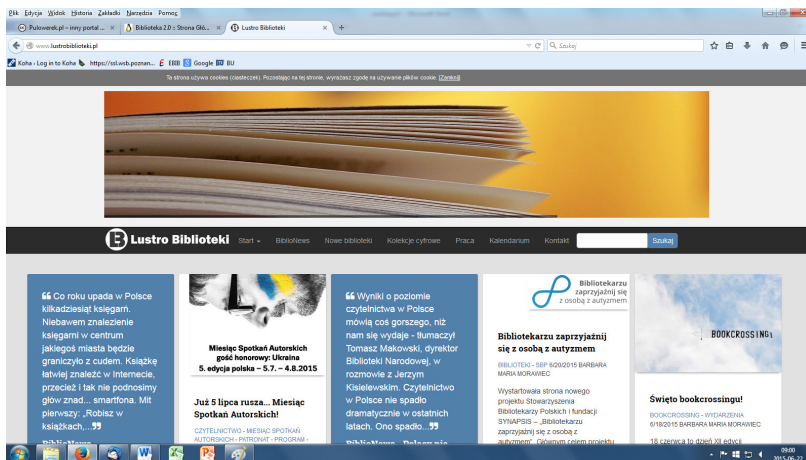 Plik Edycja Widok Historia Zakładki Narzędzia Pomoc
Pulowerek.pl – inny portal ...
Biblioteka 2.0 :: Strona Głó...
Lustro Biblioteki
www.lustrobiblioteki.pl
Szukaj
Koha › Log in to Koha
https://ssl.wsb.poznan...
Google
BU
Ta strona używa cookies (ciasteczek). Pozostając na tej stronie, wyrażasz zgodę na używanie plików cookie. [Zamknij]
Lustro Biblioteki
Start
BiblioNews
Nowe biblioteki
Kolekcje cyfrowe
Praca
Kalendarium
Kontakt
Szukaj
Co roku upada w Polsce
kilkadziesiąt księgarń.
Niebawem znalezienie
księgarni w centrum
jakiegoś miasta będzie
graniczyło z cudem. Książkę
łatwiej znaleźć w Internecie,
przecież i tak nie podnosimy
głów znad... smartfona. Mit
pierwszy: „Robisz w
książkach,...
BiblioNews
Miesiąc Spotkań Autorskich
gość honorowy: Ukraina
5. edycja polska – 5.7. – 4.8.2015
Już 5 lipca rusza... Miesiąc
Spotkań Autorskich!
CZYTELNICTWO - MIESIĄC SPOTKAŃ
AUTORSKICH - PATRONAT - PROGRAM -
Wyniki o poziomie
czytelnictwa w Polsce
mówią coś gorszego, niż
nam się wydaje - tłumaczył
Tomasz Makowski, dyrektor
Biblioteki Narodowej, w
rozmowie z Jerzym
Kisielewskim. Czytelnictwo
w Polsce nie spadło
dramatycznie w ostatnich
latach. Ono spadło...
BiblioNews - Polacy nie
Bibliotekarzu
zaprzyjaźnij się
z osobą z autyzmem
Bibliotekarzu zaprzyjaźnij
się z osobą z autyzmem
BIBLIOTEKI - SBP 6/20/2015 BARBARA
MARIA MORAWIEC
Wystartowała strona nowego
projektu Stowarzyszenia
Bibliotekarzy Polskich i fundacji
SYNAPSIS – „Bibliotekarzu
zaprzyjaźnij się z osobą z
autyzmem”. Głównym celem projektu
BOOKCROSSING!
Święto bookcrossingu!
BOOKCROSSING - WYDARZENIA
6/18/2015 BARBARA MARIA MORAWIEC
18 czerwca to dzień XII edycji
09:00
2015-06-22